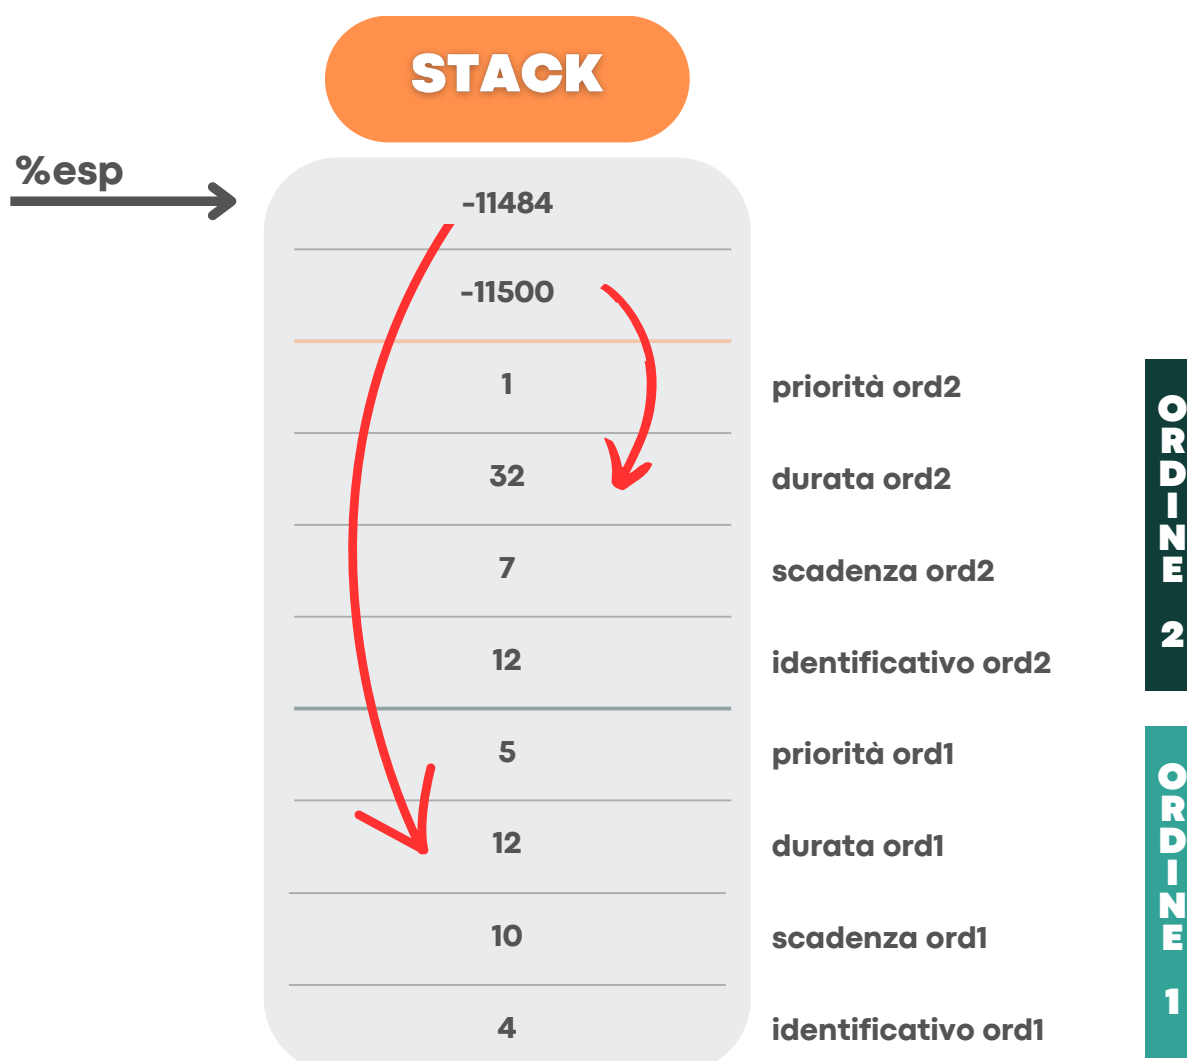 STACK
%esp
-11484
-11500
1
priorità ord2
32
durata ord2
7
scadenza ord2
12
identificativo ord2
ORDINE 2
5
priorità ord1
12
durata ord1
10
scadenza ord1
4
identificativo ord1
ORDINE 1